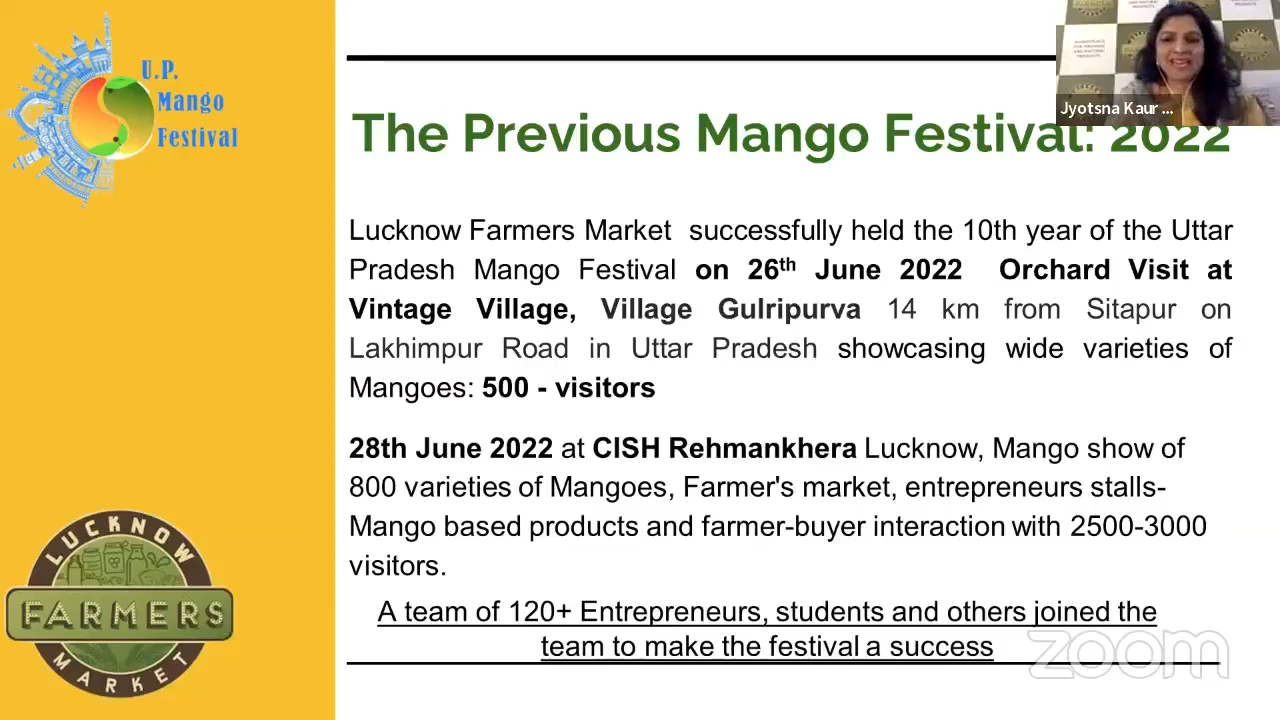 U.P.
Mango
Festival
Jyotsna Kaur ...
The Previous Mango Festival: 2022
Lucknow Farmers Market successfully held the 10th year of the Uttar
Pradesh Mango Festival on 26th June 2022 Orchard Visit at
Vintage Village, Village Gulripurva 14 km from Sitapur on
Lakhimpur Road in Uttar Pradesh showcasing wide varieties of
Mangoes: 500 - visitors
28th June 2022 at CISH Rehmankhera Lucknow, Mango show of
800 varieties of Mangoes, Farmer's market, entrepreneurs stalls-
Mango based products and farmer-buyer interaction with 2500-3000
visitors.
A team of 120+ Entrepreneurs, students and others joined the
team to make the festival a success
LUCKNOW
FARMERS
MARKET
zoom